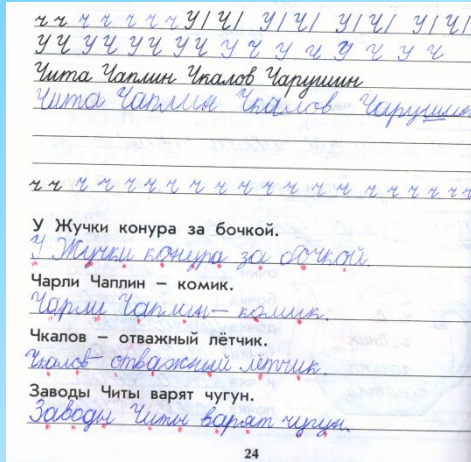 ч ч ч ч ч ч ч Ч Ч Ч Ч Ч Ч Ч
У Ч У Ч У Ч У Ч У Ч У Ч У Ч У Ч
Чита Чаплин Чкалов Чарушин
Чита Чаплин Чкалов Чарушин
ч ч ч ч ч ч ч ч ч ч ч ч ч ч ч ч ч ч ч
У Жучки конура за бочкой.
У Жучки конура за бочкой.
Чарли Чаплин – комик.
Чарли Чаплин – комик.
Чкалов – отважный лётчик.
Чкалов – отважный лётчик.
Заводы Читы варят чугун.
Заводы Читы варят чугун.
24